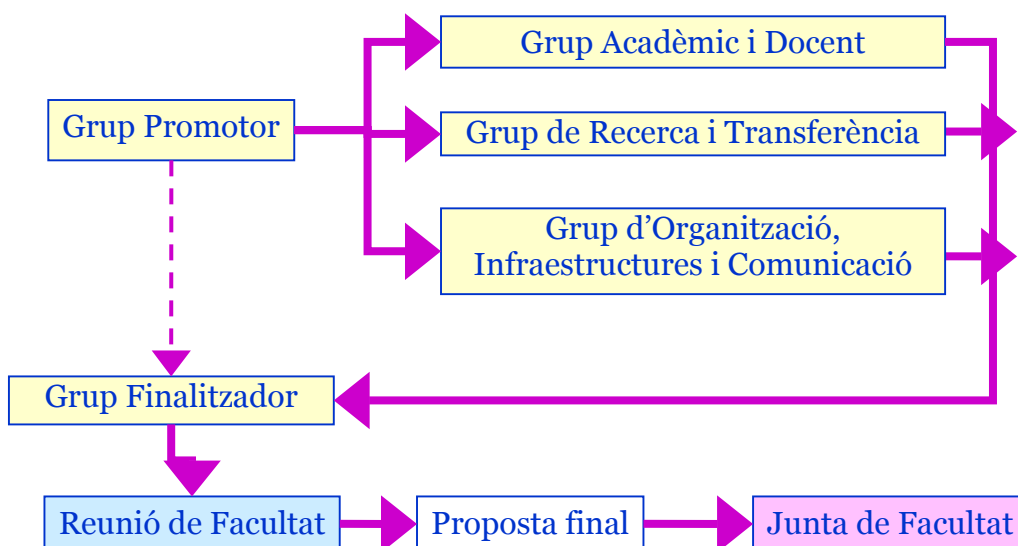 Grup Acadèmic i Docent
Grup Promotor
Grup de Recerca i Transferència
Grup d’Organització,
Infraestructures i Comunicació
Grup Finalitzador
Reunió de Facultat
Proposta final
Junta de Facultat